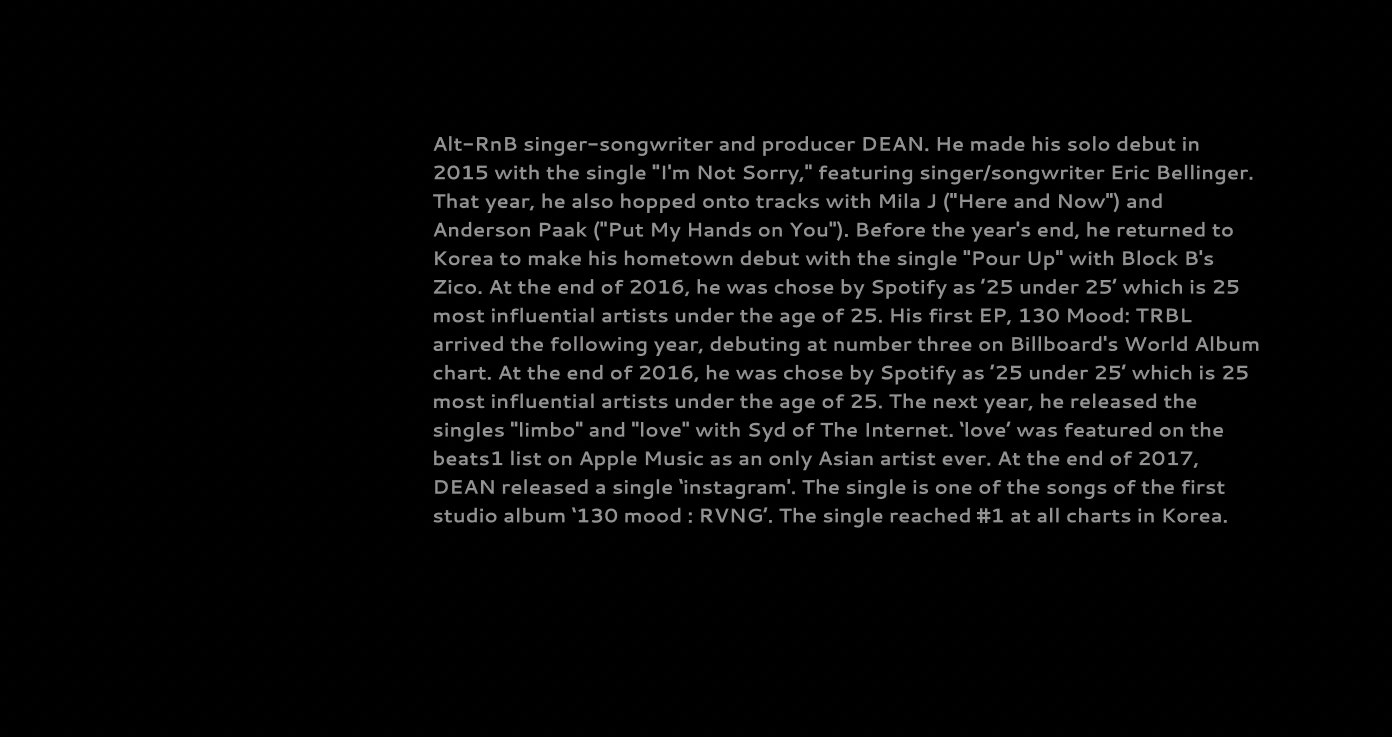 Alt-RnB singer-songwriter and producer DEAN. He made his solo debut in
2015 with the single "I'm Not Sorry," featuring singer/songwriter Eric Bellinger.
That year, he also hopped onto tracks with Mila J ("Here and Now") and
Anderson Paak ("Put My Hands on You"). Before the year's end, he returned to
Korea to make his hometown debut with the single "Pour Up" with Block B's
Zico. At the end of 2016, he was chose by Spotify as ’25 under 25’ which is 25
most influential artists under the age of 25. His first EP, 130 Mood: TRBL
arrived the following year, debuting at number three on Billboard's World Album
chart. At the end of 2016, he was chose by Spotify as ’25 under 25’ which is 25
most influential artists under the age of 25. The next year, he released the
singles "limbo" and "love" with Syd of The Internet. ‘love’ was featured on the
beats1 list on Apple Music as an only Asian artist ever. At the end of 2017,
DEAN released a single ‘instagram'. The single is one of the songs of the first
studio album ‘130 mood : RVNG’. The single reached #1 at all charts in Korea.